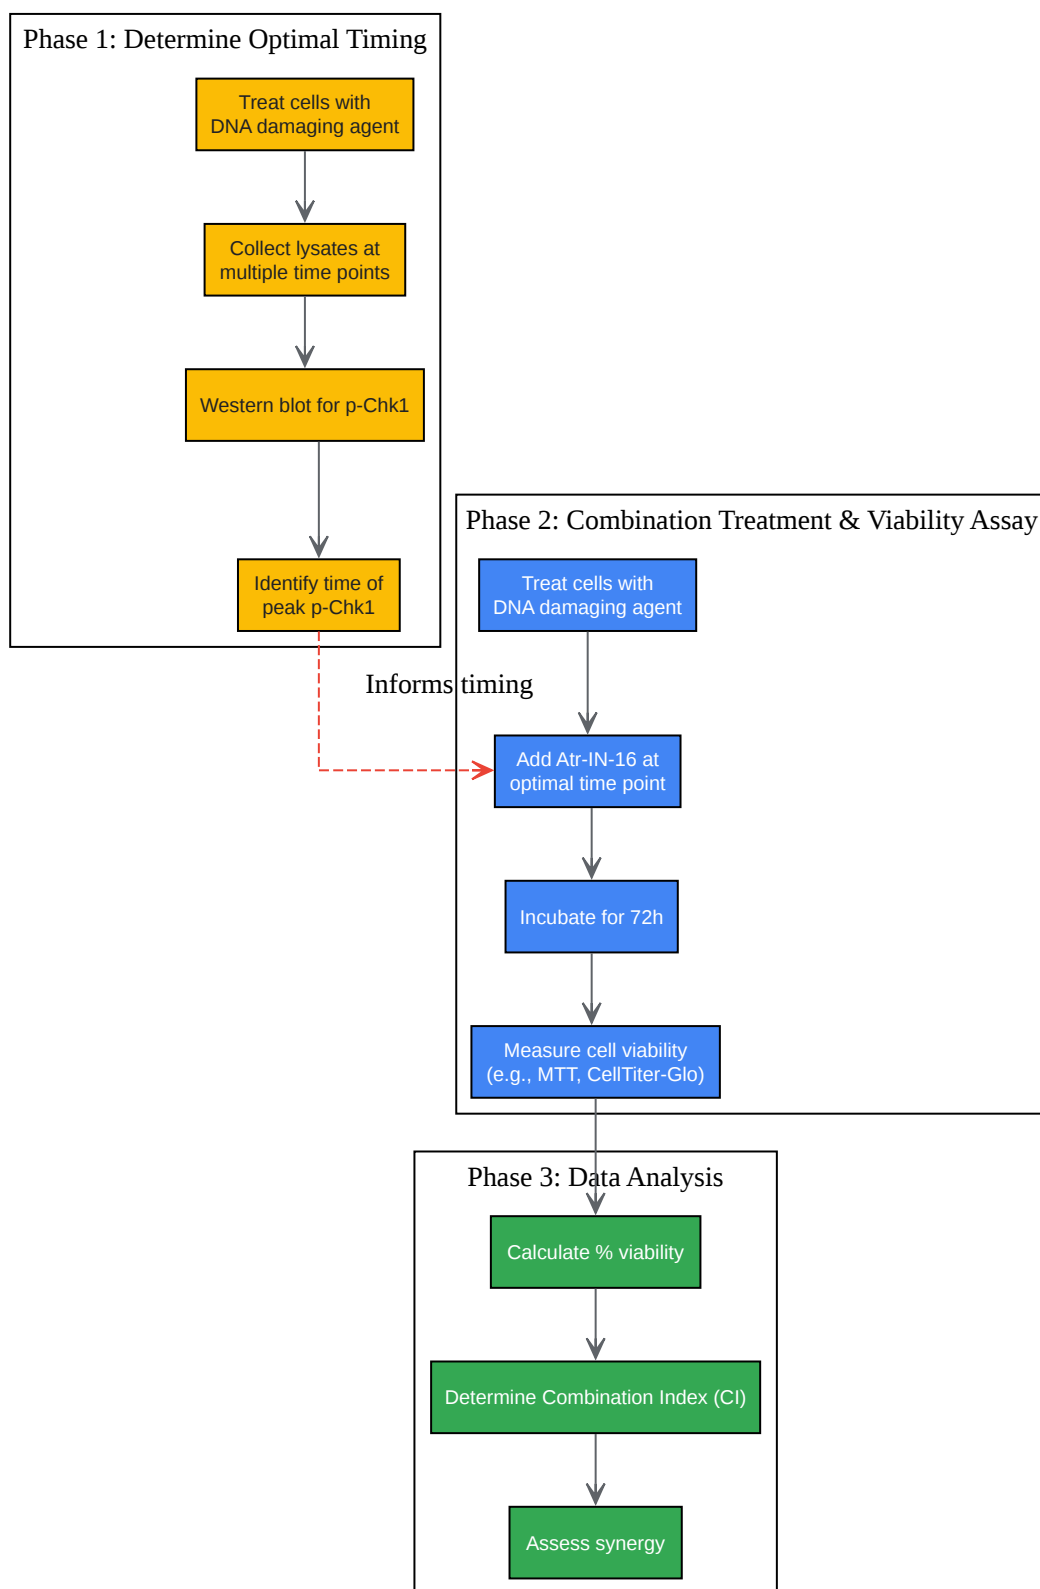 Phase 1: Determine Optimal Timing
Treat cells with
DNA damaging agent
Collect lysates at
multiple time points
Western blot for p-Chk1
Identify time of
peak p-Chk1
Informs timing
Phase 2: Combination Treatment & Viability Assay
Treat cells with
DNA damaging agent
Add Atr-IN-16 at
optimal time point
Incubate for 72h
Measure cell viability
(e.g., MTT, CellTiter-Glo)
Phase 3: Data Analysis
Calculate % viability
Determine Combination Index (CI)
Assess synergy